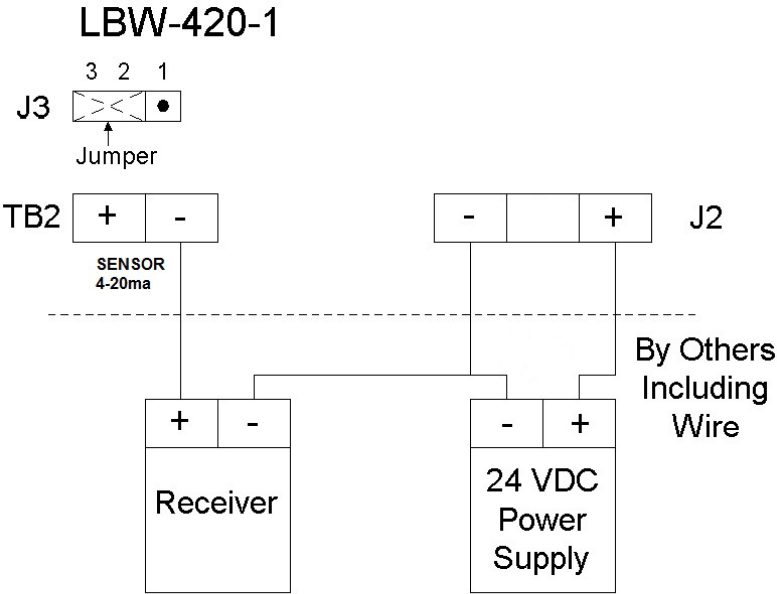 LBW-420-1
3 2 1
J3
Jumper
TB2 + - - + J2
SENSOR
4-20ma
By Others
Including
Wire
+ - - +
Receiver
24 VDC
Power
Supply